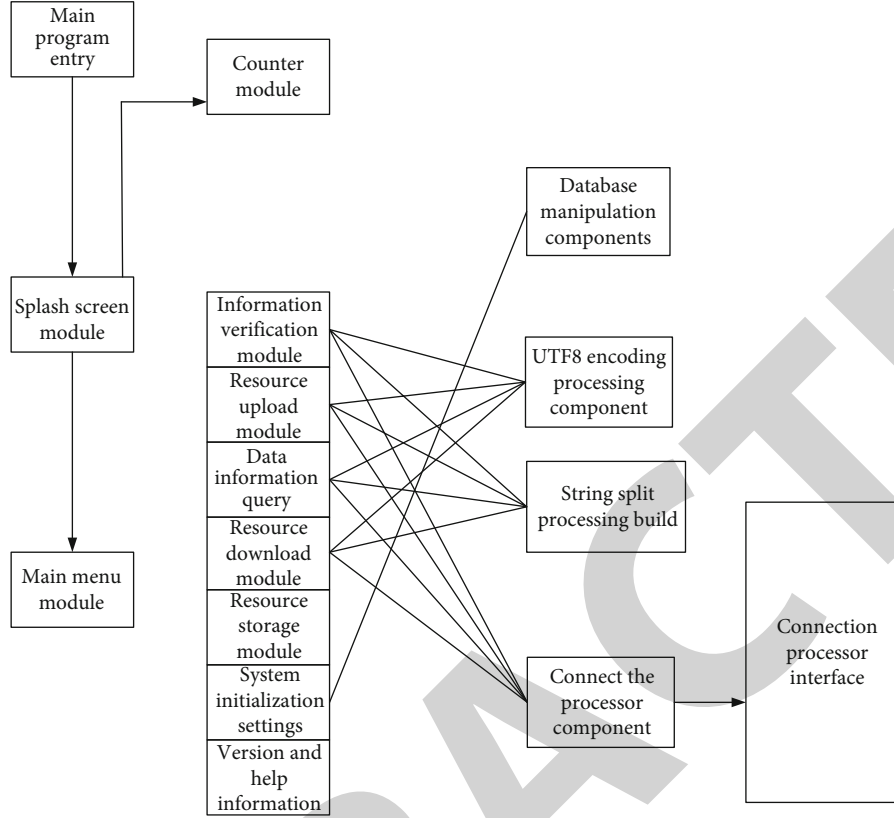 Main
program
entry
Counter
module
Database
manipulation
components
Splash screen
module
Information
verification
module
Resource
upload
module
Data
information
query
Resource
download
module
Resource
storage
module
System
initialization
settings
Version and
help
information
UTF8 encoding
processing
component
String split
processing build
Main menu
module
Connect the
processor
component
Connection
processor
interface
RACT